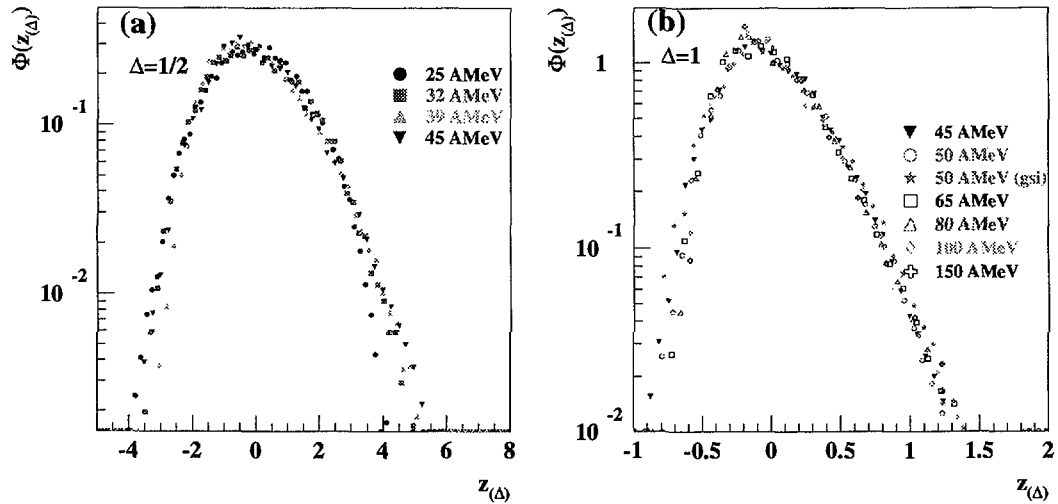 (a)
Φ(z(Δ))
Δ=1/2
25 AMeV
32 AMeV
39 AMeV
45 AMeV
10 -1
10 -2
-4 -2 0 2 4 6 8
z(Δ)
(b)
Φ(z(Δ))
Δ=1
45 AMeV
50 AMeV
50 AMeV (gsi)
65 AMeV
80 AMeV
100 AMeV
150 AMeV
1
10 -1
10 -2
-1 -0.5 0 0.5 1 1.5 2
z(Δ)